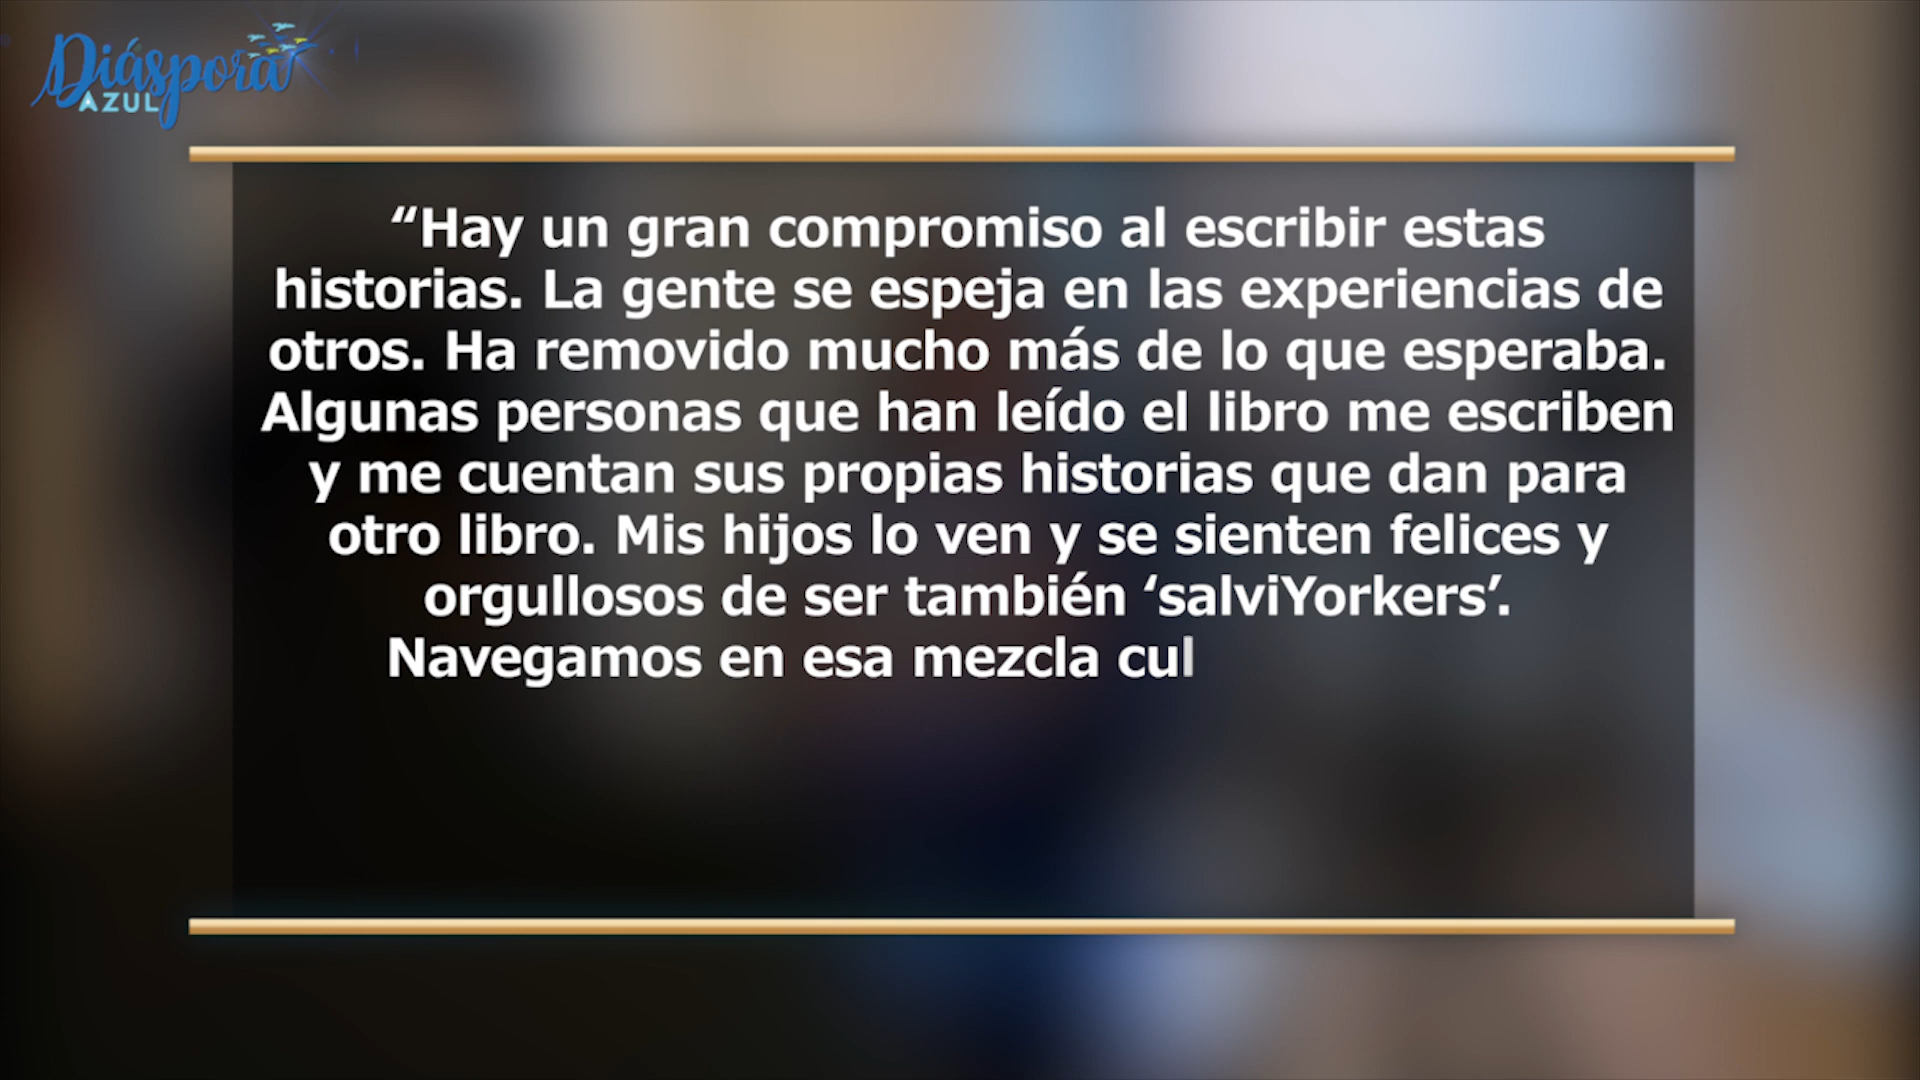 Diáspora
AZUL
“Hay un gran compromiso al escribir estas
historias. La gente se espeja en las experiencias de
otros. Ha removido mucho más de lo que esperaba.
Algunas personas que han leído el libro me escriben
y me cuentan sus propias historias que dan para
otro libro. Mis hijos lo ven y se sienten felices y
orgullosos de ser también ‘salviYorkers’.
Navegamos en esa mezcla cul